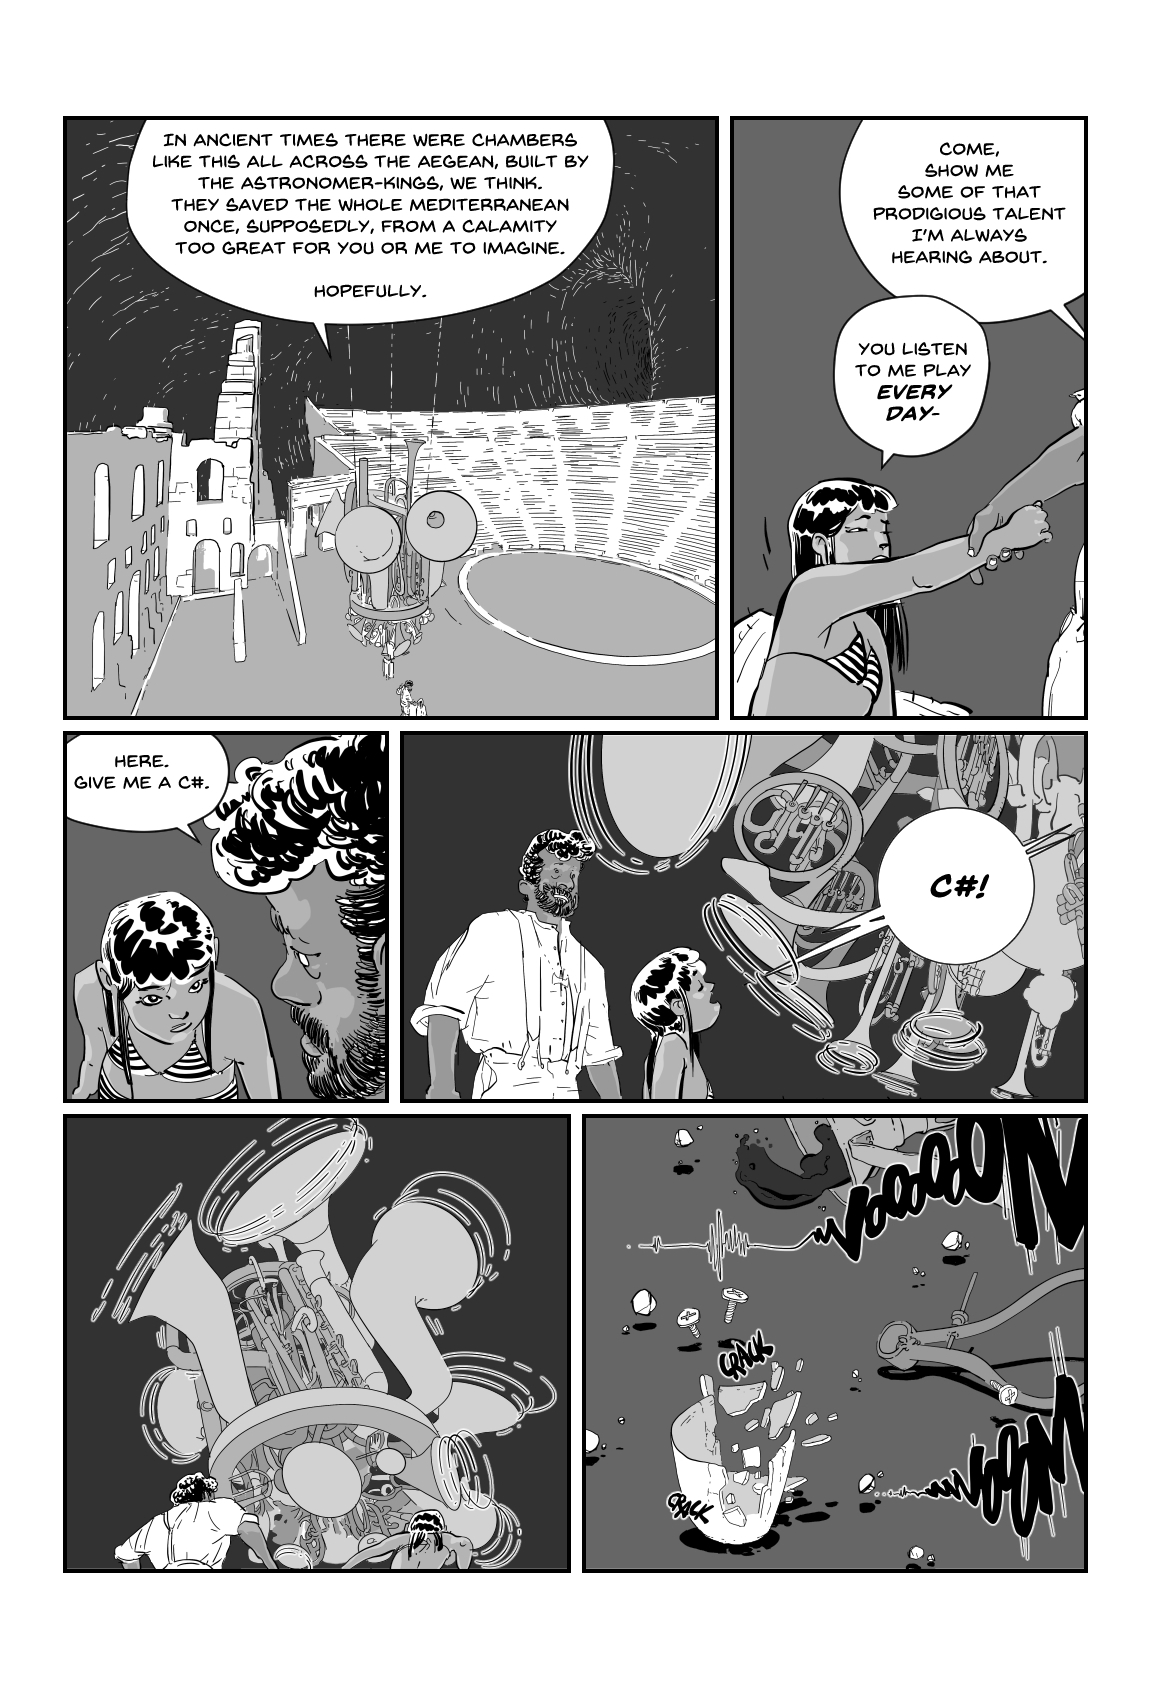 IN ANCIENT TIMES THERE WERE CHAMBERS
LIKE THIS ALL ACROSS THE AEGEAN, BUILT BY
THE ASTRONOMER-KINGS, WE THINK.
THEY SAVED THE WHOLE MEDITERRANEAN
ONCE, SUPPOSEDLY, FROM A CALAMITY
TOO GREAT FOR YOU OR ME TO IMAGINE.
HOPEFULLY.
COME,
SHOW ME
SOME OF THAT
PRODIGIOUS TALENT
I'M ALWAYS
HEARING ABOUT.
YOU LISTEN
TO ME PLAY
EVERY
DAY-
HERE.
GIVE ME A C#.
C#!
VOOOOOM
CRACK
CRACK
VOOM